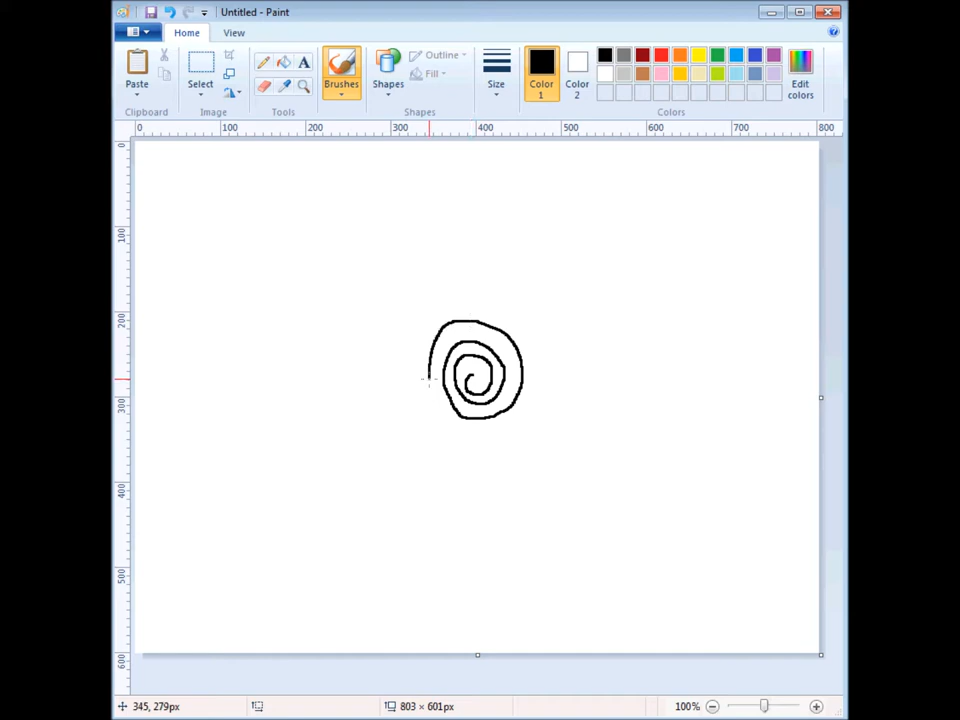 Untitled - Paint
Home View
Paste
Select
Brushes
Shapes
Outline
Fill
Size
Color 1
Color 2
Edit colors
Clipboard
Image
Tools
Shapes
Colors
0 100 200 300 400 500 600 700 800
0
100
200
300
400
500
600
345, 279px
803 × 601px
100%